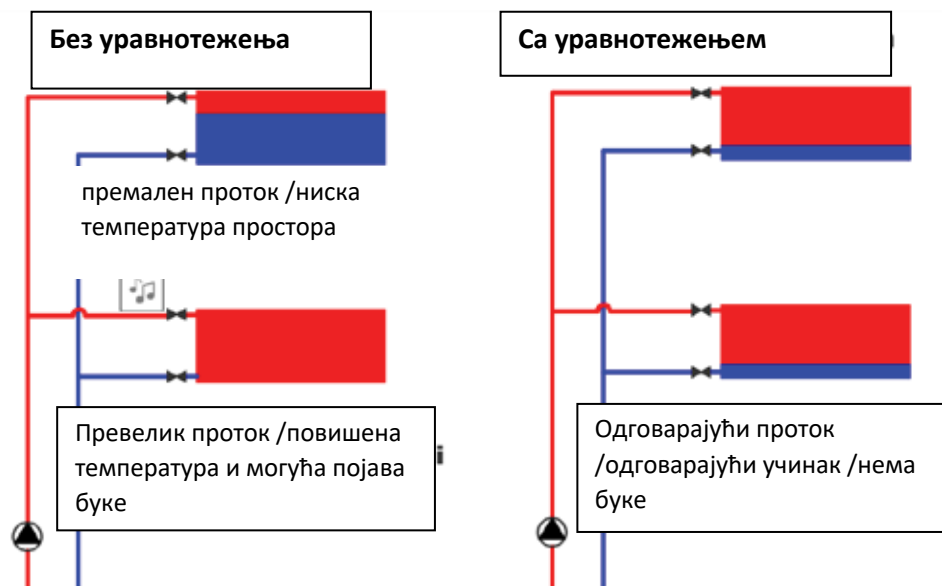 Без уравнотежења
Са уравнотежењем
премален проток /ниска
температура простора
Превелик проток /повишена
температура и могућа појава
буке
Одговарајући проток
/одговарајући учинак /нема
буке